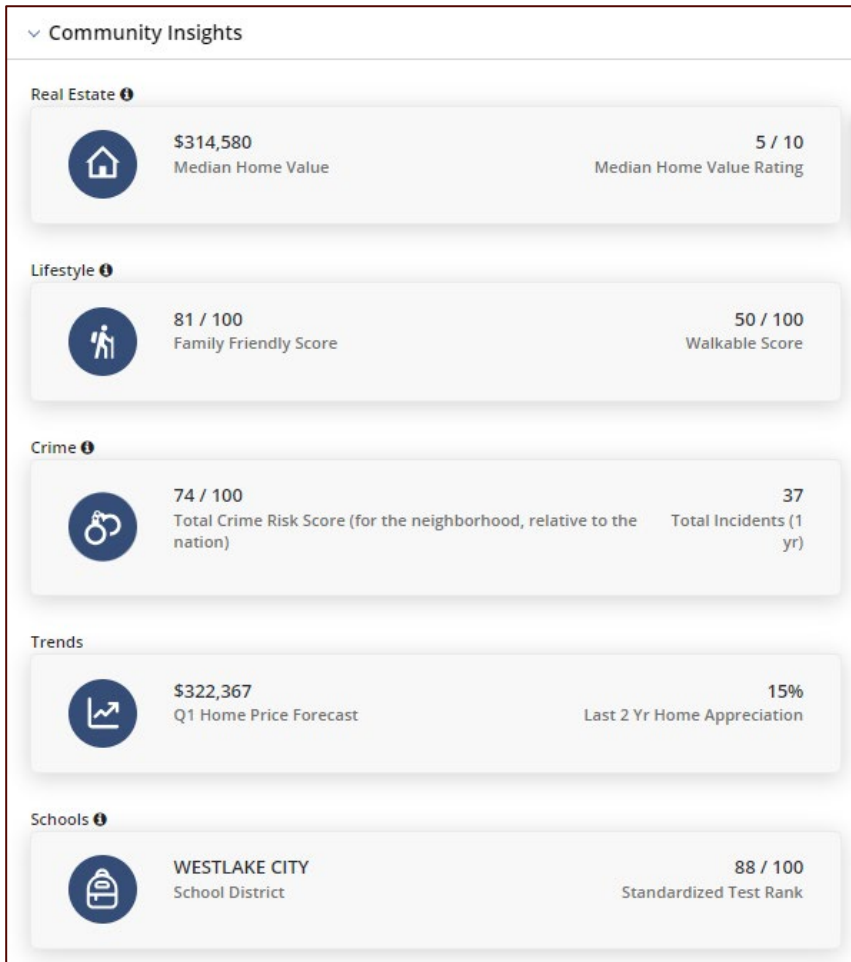 Community Insights
Real Estate
$314,580
5 / 10
Median Home Value
Median Home Value Rating
Lifestyle
81 / 100
50 / 100
Family Friendly Score
Walkable Score
Crime
74 / 100
37
Total Crime Risk Score (for the neighborhood, relative to the
nation)
Total Incidents (1
yr)
Trends
$322,367
15%
Q1 Home Price Forecast
Last 2 Yr Home Appreciation
Schools
WESTLAKE CITY
88 / 100
School District
Standardized Test Rank